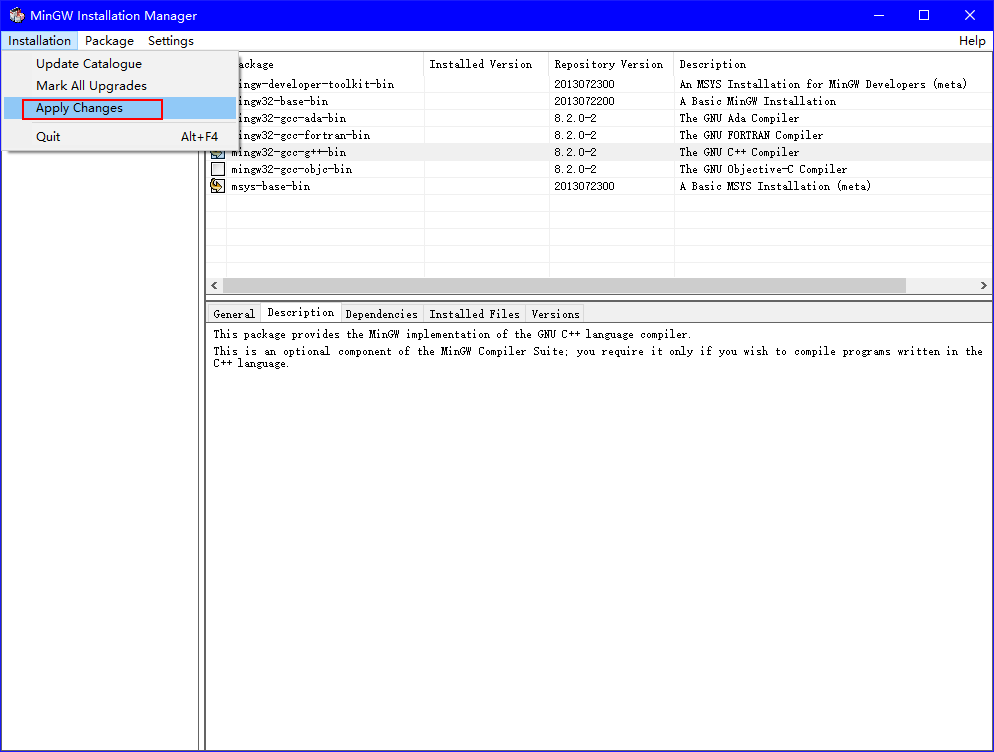 MinGW Installation Manager
Installation Package Settings Help
Update Catalogue
Mark All Upgrades
Apply Changes
Quit Alt+F4
ackage Installed Version Repository Version Description
ingw-developer-toolkit-bin 2013072300 An MSYS Installation for MinGW Developers (meta)
ingw32-base-bin 2013072200 A Basic MinGW Installation
ingw32-gcc-ada-bin 8.2.0-2 The GNU Ada Compiler
ingw32-gcc-fortran-bin 8.2.0-2 The GNU FORTRAN Compiler
mingw32-gcc-g++-bin 8.2.0-2 The GNU C++ Compiler
mingw32-gcc-objc-bin 8.2.0-2 The GNU Objective-C Compiler
msys-base-bin 2013072300 A Basic MSYS Installation (meta)
General Description Dependencies Installed Files Versions
This package provides the MinGW implementation of the GNU C++ language compiler.
This is an optional component of the MinGW Compiler Suite; you require it only if you wish to compile programs written in the
C++ language.